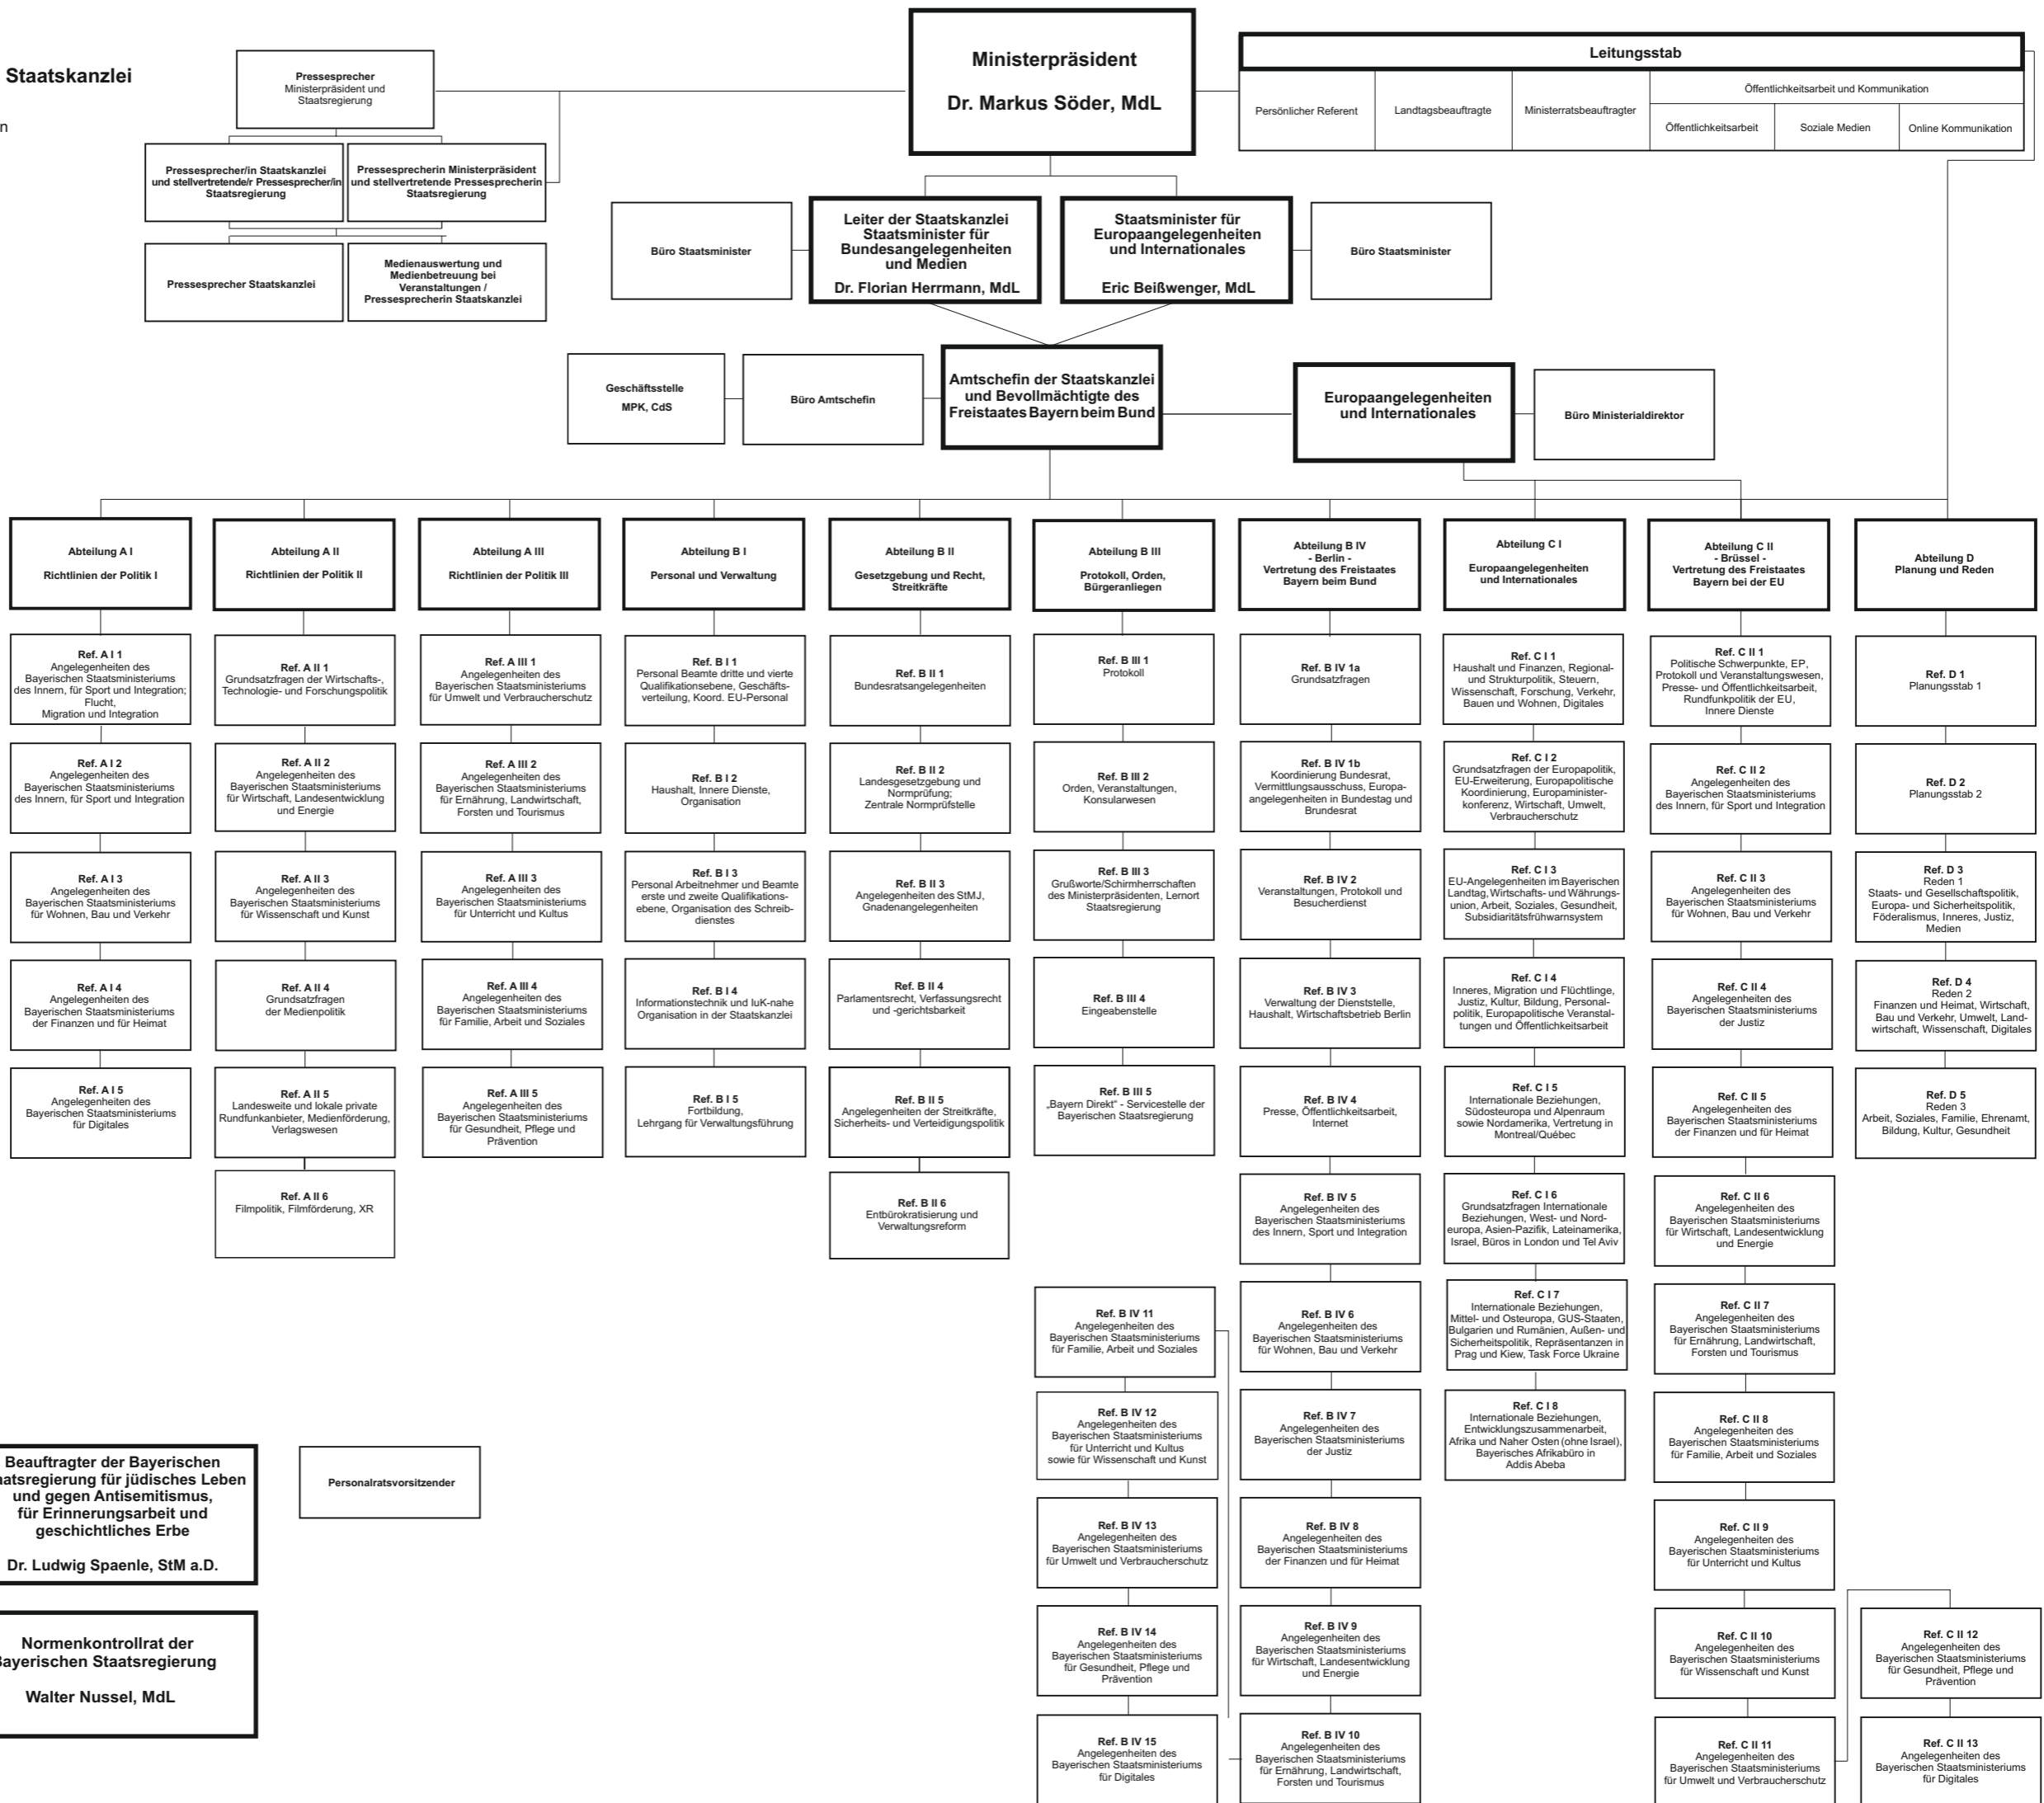 Staatskanzlei
n
Pressesprecher
Ministerpräsident und
Staatsregierung
Pressesprecher/in Staatskanzlei
und stellvertretende/r Pressesprecher/in
Staatsregierung
Pressesprecherin Ministerpräsident
und stellvertretende Pressesprecherin
Staatsregierung
Pressesprecher Staatskanzlei
Medienauswertung und
Medienbetreuung bei
Veranstaltungen /
Pressesprecherin Staatskanzlei
Ministerpräsident
Dr. Markus Söder, MdL
Leitungsstab
Persönlicher Referent
Landtagsbeauftragte
Ministerratsbeauftragter
Öffentlichkeitsarbeit und Kommunikation
Öffentlichkeitsarbeit
Soziale Medien
Online Kommunikation
Büro Staatsminister
Leiter der Staatskanzlei
Staatsminister für
Bundesangelegenheiten
und Medien
Dr. Florian Herrmann, MdL
Staatsminister für
Europaangelegenheiten
und Internationales
Eric Beißwenger, MdL
Büro Staatsminister
Geschäftsstelle
MPK, CdS
Büro Amtschefin
Amtschefin der Staatskanzlei
und Bevollmächtigte des
Freistaates Bayern beim Bund
Europaangelegenheiten
und Internationales
Büro Ministerialdirektor
Abteilung A I
Richtlinien der Politik I
Ref. A I 1
Angelegenheiten des
Bayerischen Staatsministeriums
des Innern, für Sport und Integration;
Flucht,
Migration und Integration
Ref. A I 2
Angelegenheiten des
Bayerischen Staatsministeriums
des Innern, für Sport und Integration
Ref. A I 3
Angelegenheiten des
Bayerischen Staatsministeriums
für Wohnen, Bau und Verkehr
Ref. A I 4
Angelegenheiten des
Bayerischen Staatsministeriums
der Finanzen und für Heimat
Ref. A I 5
Angelegenheiten des
Bayerischen Staatsministeriums
für Digitales
Abteilung A II
Richtlinien der Politik II
Ref. A II 1
Grundsatzfragen der Wirtschafts-,
Technologie- und Forschungspolitik
Ref. A II 2
Angelegenheiten des
Bayerischen Staatsministeriums
für Wirtschaft, Landesentwicklung
und Energie
Ref. A II 3
Angelegenheiten des
Bayerischen Staatsministeriums
für Wissenschaft und Kunst
Ref. A II 4
Grundsatzfragen
der Medienpolitik
Ref. A II 5
Landesweite und lokale private
Rundfunkanbieter, Medienförderung,
Verlagswesen
Ref. A II 6
Filmpolitik, Filmförderung, XR
Abteilung A III
Richtlinien der Politik III
Ref. A III 1
Angelegenheiten des
Bayerischen Staatsministeriums
für Umwelt und Verbraucherschutz
Ref. A III 2
Angelegenheiten des
Bayerischen Staatsministeriums
für Ernährung, Landwirtschaft,
Forsten und Tourismus
Ref. A III 3
Angelegenheiten des
Bayerischen Staatsministeriums
für Unterricht und Kultus
Ref. A III 4
Angelegenheiten des
Bayerischen Staatsministeriums
für Familie, Arbeit und Soziales
Ref. A III 5
Angelegenheiten des
Bayerischen Staatsministeriums
für Gesundheit, Pflege und
Prävention
Abteilung B I
Personal und Verwaltung
Ref. B I 1
Personal Beamte dritte und vierte
Qualifikationsebene, Geschäfts-
verteilung, Koord. EU-Personal
Ref. B I 2
Haushalt, Innere Dienste,
Organisation
Ref. B I 3
Personal Arbeitnehmer und Beamte
erste und zweite Qualifikations-
ebene, Organisation des Schreib-
dienstes
Ref. B I 4
Informationstechnik und IuK-nahe
Organisation in der Staatskanzlei
Ref. B I 5
Fortbildung,
Lehrgang für Verwaltungsführung
Abteilung B II
Gesetzgebung und Recht,
Streitkräfte
Ref. B II 1
Bundesratsangelegenheiten
Ref. B II 2
Landesgesetzgebung und
Normprüfung;
Zentrale Normprüfstelle
Ref. B II 3
Angelegenheiten des StMJ,
Gnadenangelegenheiten
Ref. B II 4
Parlamentsrecht, Verfassungsrecht
und -gerichtsbarkeit
Ref. B II 5
Angelegenheiten der Streitkräfte,
Sicherheits- und Verteidigungspolitik
Ref. B II 6
Entbürokratisierung und
Verwaltungsreform
Abteilung B III
Protokoll, Orden,
Bürgeranliegen
Ref. B III 1
Protokoll
Ref. B III 2
Orden, Veranstaltungen,
Konsularwesen
Ref. B III 3
Grußworte/Schirmherrschaften
des Ministerpräsidenten, Lernort
Staatsregierung
Ref. B III 4
Eingeabenstelle
Ref. B III 5
„Bayern Direkt" - Servicestelle der
Bayerischen Staatsregierung
Abteilung B IV
- Berlin -
Vertretung des Freistaates
Bayern beim Bund
Ref. B IV 1a
Grundsatzfragen
Ref. B IV 1b
Koordinierung Bundesrat,
Vermittlungsausschuss, Europa-
angelegenheiten in Bundestag und
Brundesrat
Ref. B IV 2
Veranstaltungen, Protokoll und
Besucherdienst
Ref. B IV 3
Verwaltung der Dienststelle,
Haushalt, Wirtschaftsbetrieb Berlin
Ref. B IV 4
Presse, Öffentlichkeitsarbeit,
Internet
Ref. B IV 5
Angelegenheiten des
Bayerischen Staatsministeriums
des Innern, Sport und Integration
Ref. B IV 6
Angelegenheiten des
Bayerischen Staatsministeriums
für Wohnen, Bau und Verkehr
Ref. B IV 7
Angelegenheiten des
Bayerischen Staatsministeriums
der Justiz
Ref. B IV 8
Angelegenheiten des
Bayerischen Staatsministeriums
der Finanzen und für Heimat
Ref. B IV 9
Angelegenheiten des
Bayerischen Staatsministeriums
für Wirtschaft, Landesentwicklung
und Energie
Ref. B IV 10
Angelegenheiten des
Bayerischen Staatsministeriums
für Ernährung, Landwirtschaft,
Forsten und Tourismus
Ref. B IV 11
Angelegenheiten des
Bayerischen Staatsministeriums
für Familie, Arbeit und Soziales
Ref. B IV 12
Angelegenheiten des
Bayerischen Staatsministeriums
für Unterricht und Kultus
sowie für Wissenschaft und Kunst
Ref. B IV 13
Angelegenheiten des
Bayerischen Staatsministeriums
für Umwelt und Verbraucherschutz
Ref. B IV 14
Angelegenheiten des
Bayerischen Staatsministeriums
für Gesundheit, Pflege und
Prävention
Ref. B IV 15
Angelegenheiten des
Bayerischen Staatsministeriums
für Digitales
Abteilung C I
Europaangelegenheiten
und Internationales
Ref. C I 1
Haushalt und Finanzen, Regional-
und Strukturpolitik, Steuern,
Wissenschaft, Forschung, Verkehr,
Bauen und Wohnen, Digitales
Ref. C I 2
Grundsatzfragen der Europapolitik,
EU-Erweiterung, Europapolitische
Koordinierung, Europaminister-
konferenz, Wirtschaft, Umwelt,
Verbraucherschutz
Ref. C I 3
EU-Angelegenheiten im Bayerischen
Landtag, Wirtschafts- und Währungs-
union, Arbeit, Soziales, Gesundheit,
Subsidiaritätsfrühwarnsystem
Ref. C I 4
Inneres, Migration und Flüchtlinge,
Justiz, Kultur, Bildung, Personal-
politik, Europapolitische Veranstal-
tungen und Öffentlichkeitsarbeit
Ref. C I 5
Internationale Beziehungen,
Südosteuropa und Alpenraum
sowie Nordamerika, Vertretung in
Montreal/Québec
Ref. C I 6
Grundsatzfragen Internationale
Beziehungen, West- und Nord-
europa, Asien-Pazifik, Lateinamerika,
Israel, Büros in London und Tel Aviv
Ref. C I 7
Internationale Beziehungen,
Mittel- und Osteuropa, GUS-Staaten,
Bulgarien und Rumänien, Außen- und
Sicherheitspolitik, Repräsentanzen in
Prag und Kiew, Task Force Ukraine
Ref. C I 8
Internationale Beziehungen,
Entwicklungszusammenarbeit,
Afrika und Naher Osten (ohne Israel),
Bayerisches Afrikabüro in
Addis Abeba
Abteilung C II
- Brüssel -
Vertretung des Freistaates
Bayern bei der EU
Ref. C II 1
Politische Schwerpunkte, EP,
Protokoll und Veranstaltungswesen,
Presse- und Öffentlichkeitsarbeit,
Rundfunkpolitik der EU,
Innere Dienste
Ref. C II 2
Angelegenheiten des
Bayerischen Staatsministeriums
des Innern, für Sport und Integration
Ref. C II 3
Angelegenheiten des
Bayerischen Staatsministeriums
für Wohnen, Bau und Verkehr
Ref. C II 4
Angelegenheiten des
Bayerischen Staatsministeriums
der Justiz
Ref. C II 5
Angelegenheiten des
Bayerischen Staatsministeriums
der Finanzen und für Heimat
Ref. C II 6
Angelegenheiten des
Bayerischen Staatsministeriums
für Wirtschaft, Landesentwicklung
und Energie
Ref. C II 7
Angelegenheiten des
Bayerischen Staatsministeriums
für Ernährung, Landwirtschaft,
Forsten und Tourismus
Ref. C II 8
Angelegenheiten des
Bayerischen Staatsministeriums
für Familie, Arbeit und Soziales
Ref. C II 9
Angelegenheiten des
Bayerischen Staatsministeriums
für Unterricht und Kultus
Ref. C II 10
Angelegenheiten des
Bayerischen Staatsministeriums
für Wissenschaft und Kunst
Ref. C II 11
Angelegenheiten des
Bayerischen Staatsministeriums
für Umwelt und Verbraucherschutz
Ref. C II 12
Angelegenheiten des
Bayerischen Staatsministeriums
für Gesundheit, Pflege und
Prävention
Ref. C II 13
Angelegenheiten des
Bayerischen Staatsministeriums
für Digitales
Abteilung D
Planung und Reden
Ref. D 1
Planungsstab 1
Ref. D 2
Planungsstab 2
Ref. D 3
Reden 1
Staats- und Gesellschaftspolitik,
Europa- und Sicherheitspolitik,
Föderalismus, Inneres, Justiz,
Medien
Ref. D 4
Reden 2
Finanzen und Heimat, Wirtschaft,
Bau und Verkehr, Umwelt, Land-
wirtschaft, Wissenschaft, Digitales
Ref. D 5
Reden 3
Arbeit, Soziales, Familie, Ehrenamt,
Bildung, Kultur, Gesundheit
Beauftragter der Bayerischen
aatsregierung für jüdisches Leben
und gegen Antisemitismus,
für Erinnerungsarbeit und
geschichtliches Erbe
Dr. Ludwig Spaenle, StM a.D.
Personalratsvorsitzender
Normenkontrollrat der
Bayerischen Staatsregierung
Walter Nussel, MdL